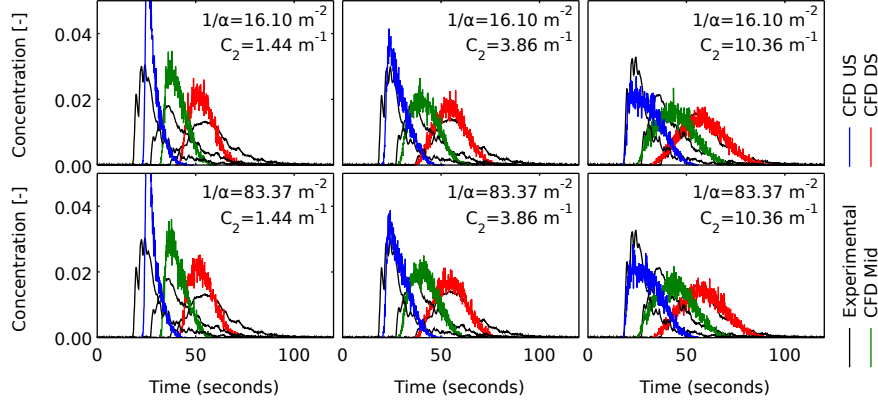 Concentration [-]
0.04
0.02
0.00
1/α=16.10 m-2
C2=1.44 m-1
1/α=16.10 m-2
C2=3.86 m-1
1/α=16.10 m-2
C2=10.36 m-1
Concentration [-]
0.04
0.02
0.00
1/α=83.37 m-2
C2=1.44 m-1
1/α=83.37 m-2
C2=3.86 m-1
1/α=83.37 m-2
C2=10.36 m-1
0 50 100
0 50 100
0 50 100
Time (seconds)
Time (seconds)
Time (seconds)
Experimental
CFD Mid
CFD US
CFD DS